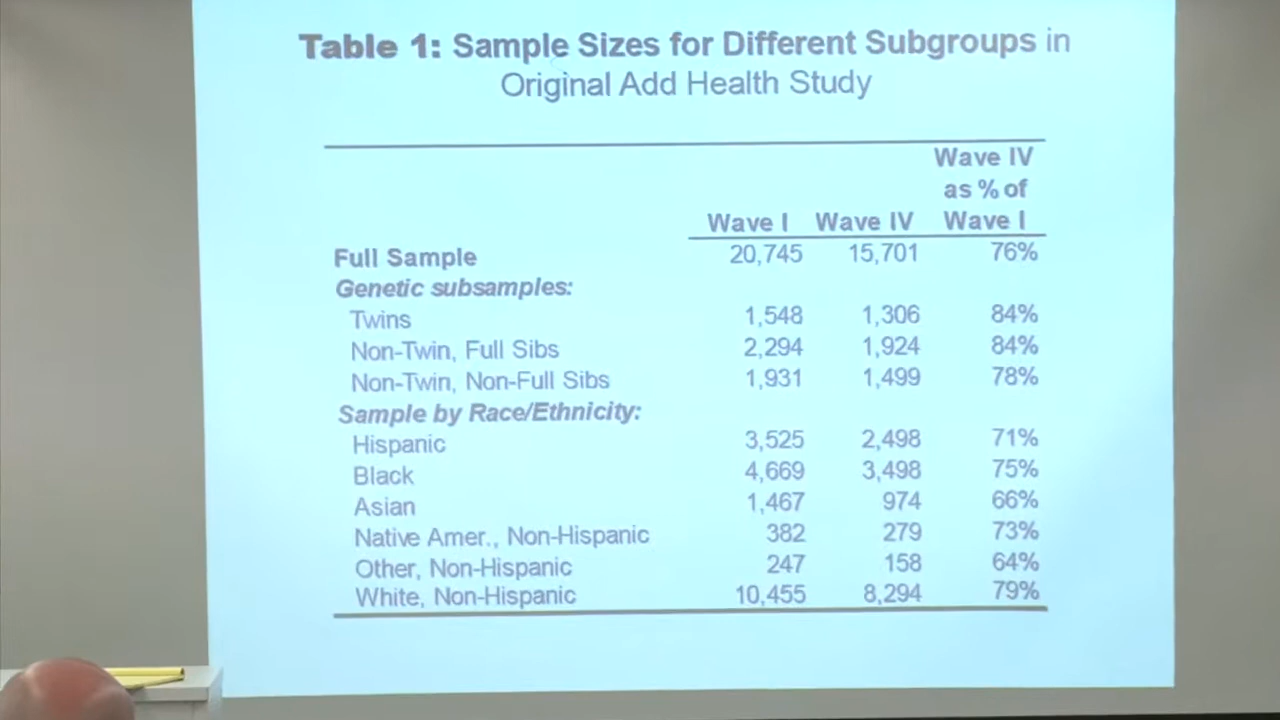 Table 1: Sample Sizes for Different Subgroups in
Original Add Health Study
Wave IV
as % of
Wave I Wave IV Wave I
Full Sample 20,745 15,701 76%
Genetic subsamples:
Twins 1,548 1,306 84%
Non-Twin, Full Sibs 2,294 1,924 84%
Non-Twin, Non-Full Sibs 1,931 1,499 78%
Sample by Race/Ethnicity:
Hispanic 3,525 2,498 71%
Black 4,669 3,498 75%
Asian 1,467 974 66%
Native Amer., Non-Hispanic 382 279 73%
Other, Non-Hispanic 247 158 64%
White, Non-Hispanic 10,455 8,294 79%